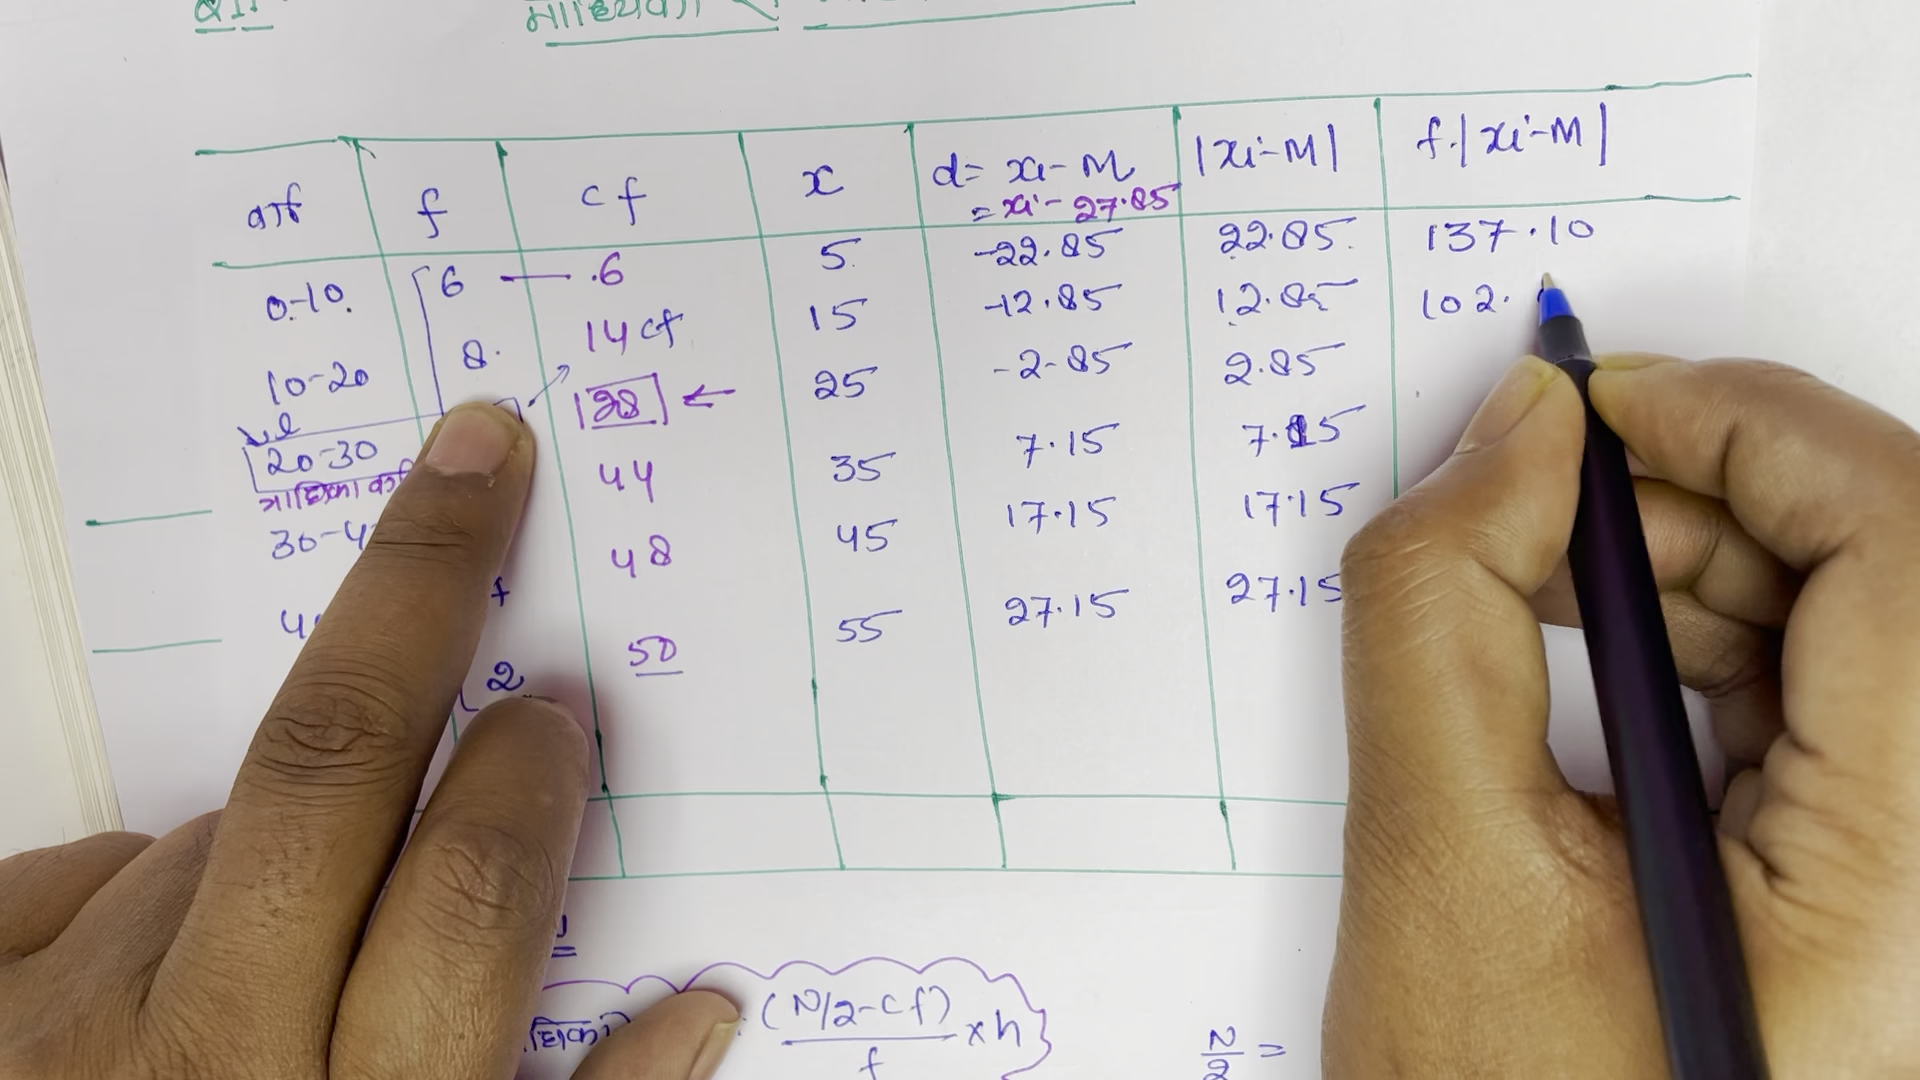 वर्ग f cf x d = xi - M |xi - M| f.|xi - M|
= xi - 27.85
0-10. 6 6 5 -22.85 22.85 137.10
10-20 8 14 cf 15 -12.85 12.85 102.
20-30 28 25 -2.85 2.85
30-4 44 35 7.15 7.15
4 48 45 17.15 17.15
2 50 55 27.15 27.15
(N/2 - cf)
f
× h
N/2 =